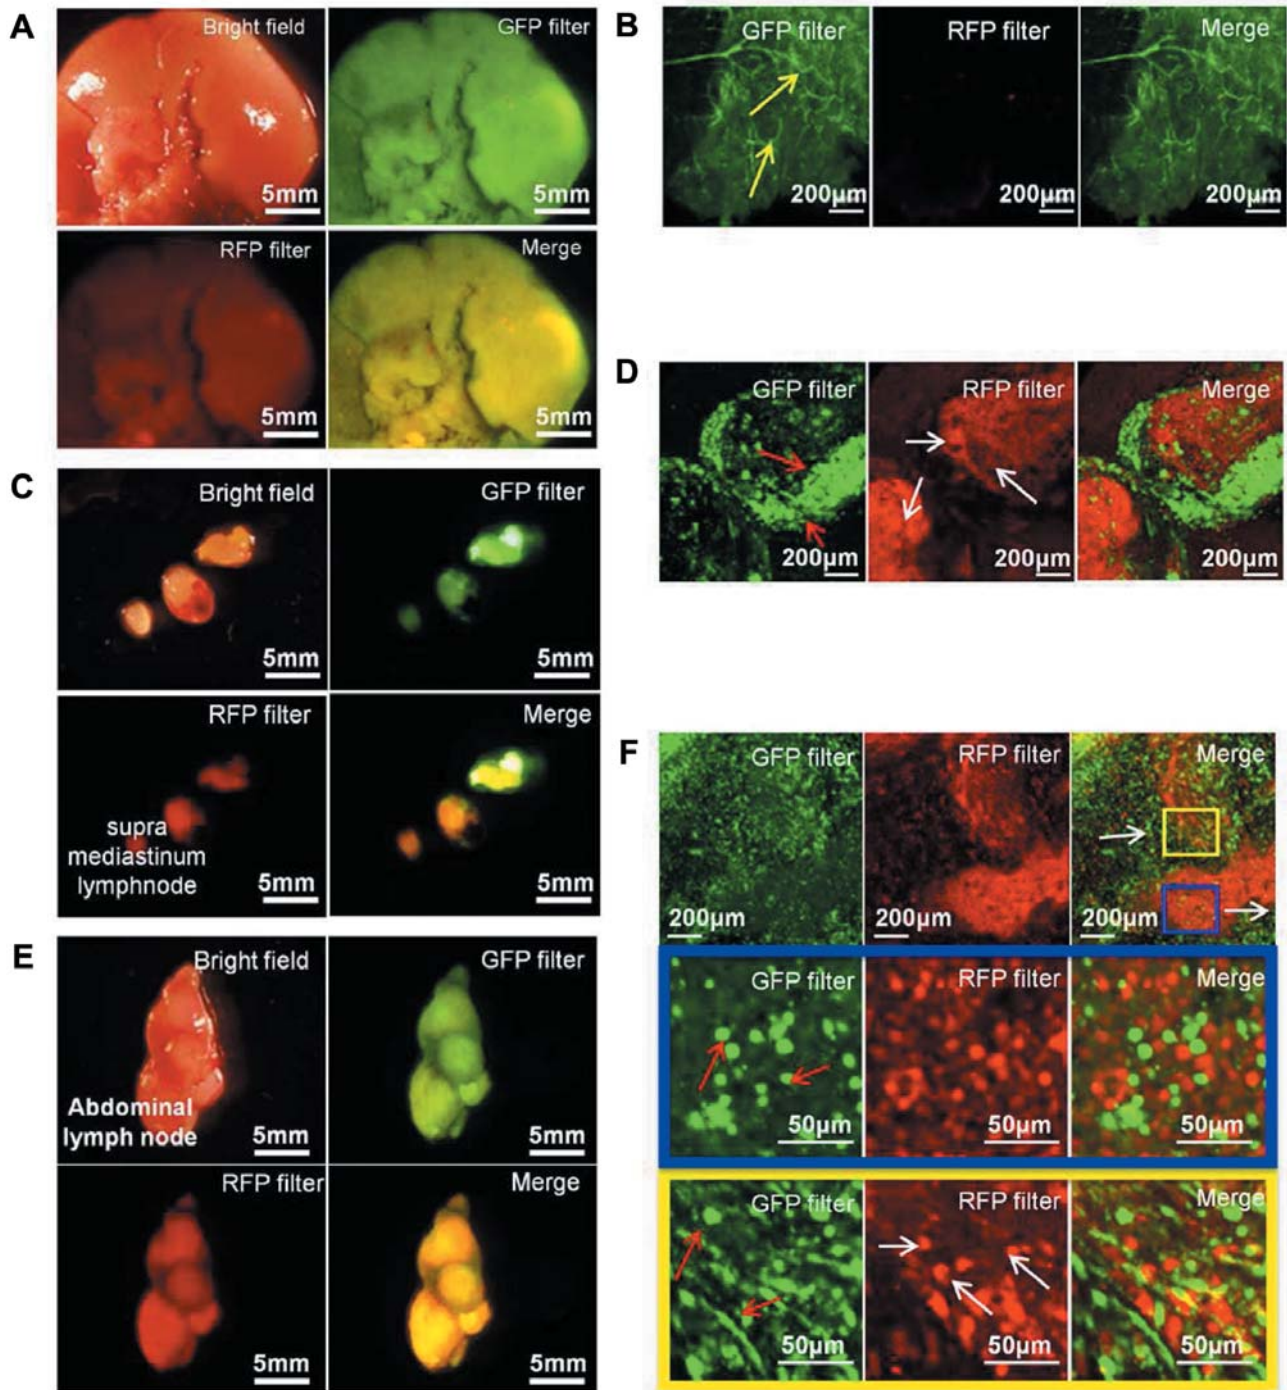 A
Bright field
GFP filter
5mm
5mm
RFP filter
Merge
5mm
5mm
B
GFP filter
RFP filter
Merge
200µm
200µm
200µm
C
Bright field
GFP filter
5mm
5mm
RFP filter
Merge
supra
mediastinum
lymphnode
5mm
5mm
D
GFP filter
RFP filter
Merge
200µm
200µm
200µm
E
Bright field
GFP filter
Abdominal
lymph node
5mm
5mm
RFP filter
Merge
5mm
5mm
F
GFP filter
RFP filter
Merge
200µm
200µm
200µm
GFP filter
RFP filter
Merge
50µm
50µm
50µm
GFP filter
RFP filter
Merge
50µm
50µm
50µm